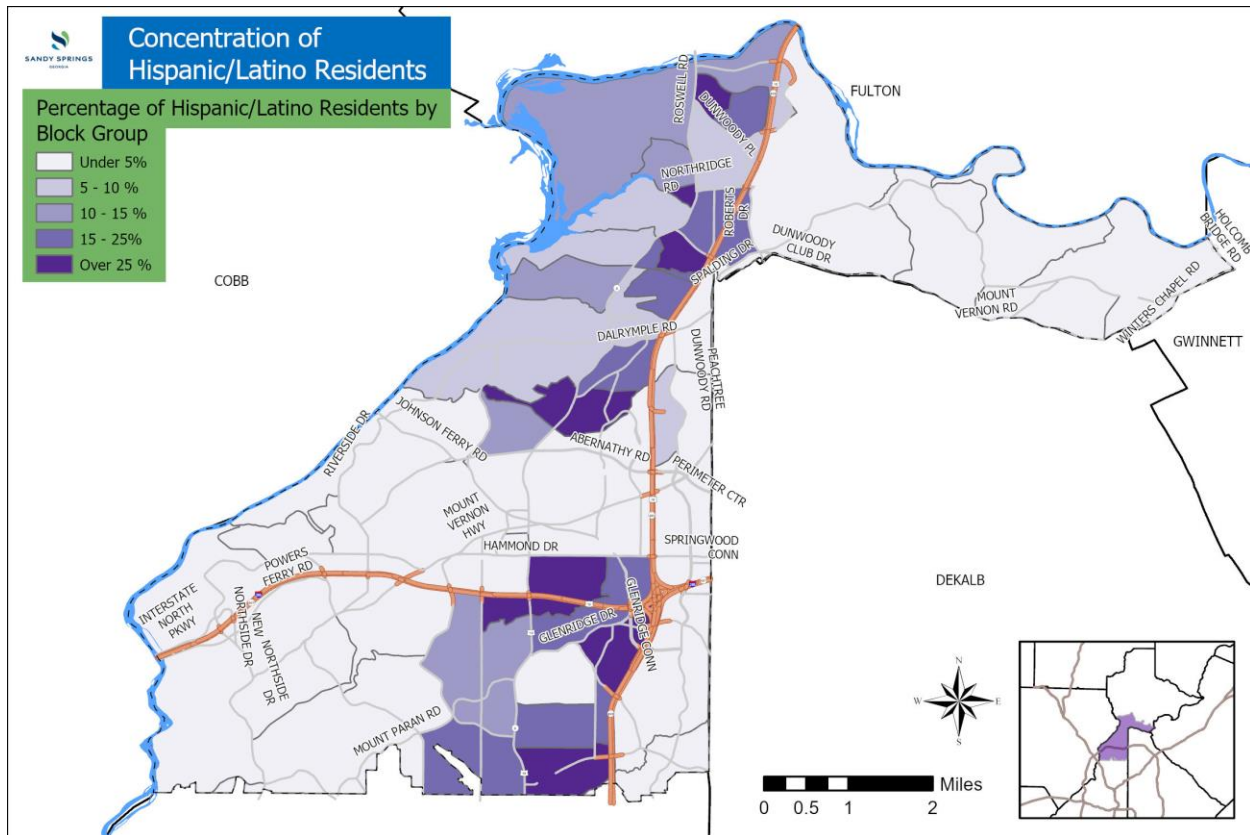 SANDY SPRINGS
GEORGIA
Concentration of
Hispanic/Latino Residents
Percentage of Hispanic/Latino Residents by
Block Group
Under 5%
5 - 10 %
10 - 15 %
15 - 25%
Over 25 %
ROSWELL RD
FULTON
DUNWOODY PL
NORTHRIDGE
RD
ROBERTS
DR
SPALDING DR
DUNWOODY
CLUB DR
HOLCOMB
BRIDGE RD
MOUNT
VERNON RD
WINTERS CHAPEL RD
GWINNETT
COBB
DALRYMPLE RD
PEACHTREE
DUNWOODY RD
RIVERSIDE DR
JOHNSON FERRY RD
ABERNATHY RD
PERIMETER CTR
MOUNT
VERNON
HWY
HAMMOND DR
SPRINGWOOD
CONN
POWERS
FERRY RD
INTERSTATE
NORTH
PKWY
NORTHSIDE DR
NEW NORTHSIDE
DR
GLENRIDGE DR
GLENRIDGE CONN
MOUNT PARAN RD
DEKALB
N
W
E
S
Miles
0
0.5
1
2